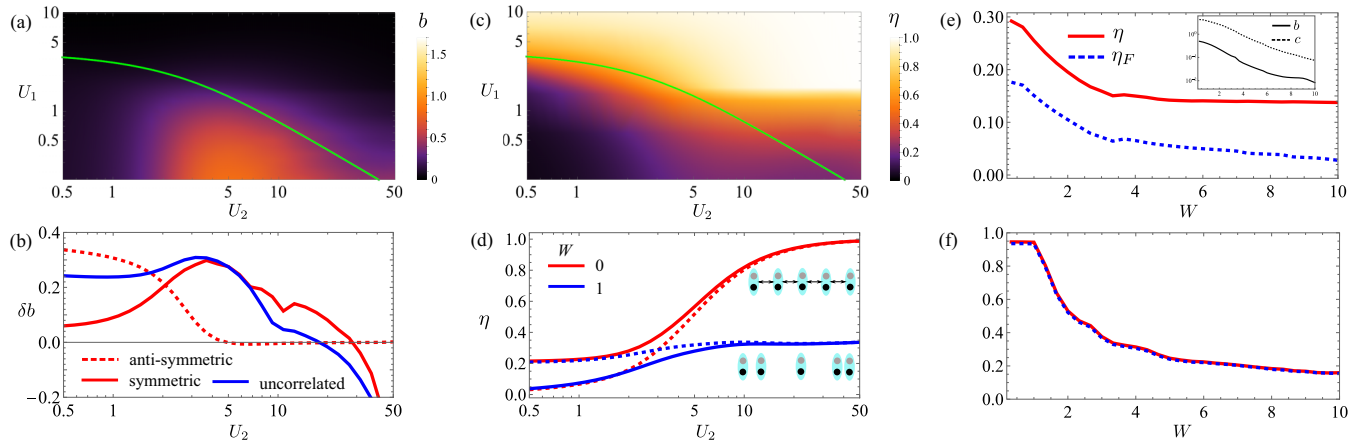 (a)
10
5
U1
1
0.5
0.5 1 5 10 50
U2
b
1.5
1.0
0.5
0
(b)
0.4
0.2
δb
0.0
−0.2
anti-symmetric
symmetric
uncorrelated
0.5 1 5 10 50
U2
(c)
10
5
U1
1
0.5
0.5 1 5 10 50
U2
η
1.0
0.8
0.6
0.4
0.2
0
(d)
1.0
0.8
0.6
η
0.4
0.2
0.0
W
0
1
0.5 1 5 10 50
U2
(e)
0.30
0.20
0.10
0.00
η
ηF
b
c
2 4 6 8 10
2 4 6 8 10
W
(f)
1.0
0.8
0.6
0.4
0.2
0.0
2 4 6 8 10
W